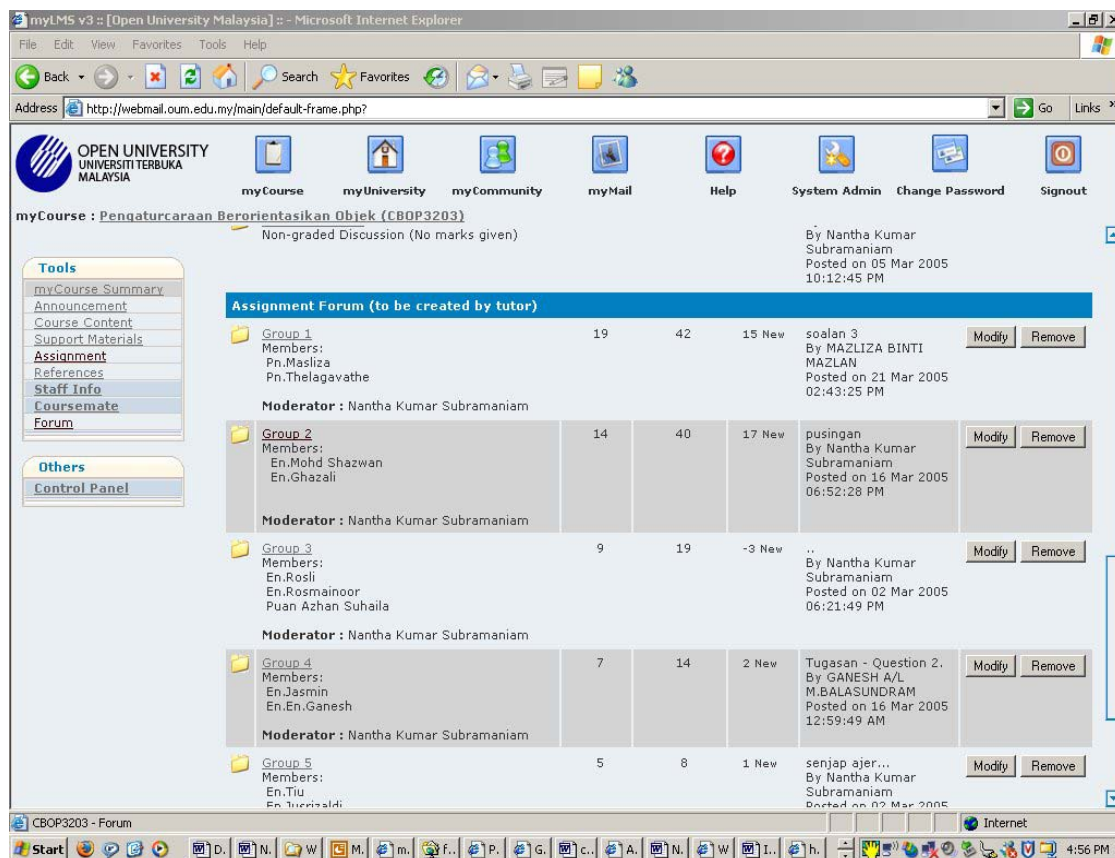 myLMS v3 :: [Open University Malaysia] :: - Microsoft Internet Explorer
File Edit View Favorites Tools Help
Back Search Favorites
Address http://webmail.oum.edu.my/main/default-frame.php? Go Links »
OPEN UNIVERSITY
UNIVERSITI TERBUKA
MALAYSIA
myCourse myUniversity myCommunity myMail Help System Admin Change Password Signout
myCourse : Pengaturcaraan Berorientasikan Objek (CBOP3203)
Tools
myCourse Summary
Announcement
Course Content
Support Materials
Assignment
References
Staff Info
Coursemate
Forum
Others
Control Panel
Non-graded Discussion (No marks given)
By Nantha Kumar
Subramaniam
Posted on 05 Mar 2005
10:12:45 PM
Assignment Forum (to be created by tutor)
Group 1
Members:
Pn.Masliza
Pn.Thelagavathe
Moderator : Nantha Kumar Subramaniam
19 42 15 New
soalan 3
By MAZLIZA BINTI
MAZLAN
Posted on 21 Mar 2005
02:43:25 PM
Modify Remove
Group 2
Members:
En.Mohd Shazwan
En.Ghazali
Moderator : Nantha Kumar Subramaniam
14 40 17 New
pusingan
By Nantha Kumar
Subramaniam
Posted on 16 Mar 2005
06:52:28 PM
Modify Remove
Group 3
Members:
En.Rosli
En.Rosmainoor
Puan Azhan Suhaila
Moderator : Nantha Kumar Subramaniam
9 19 -3 New
..
By Nantha Kumar
Subramaniam
Posted on 02 Mar 2005
06:21:49 PM
Modify Remove
Group 4
Members:
En.Jasmin
En.En.Ganesh
Moderator : Nantha Kumar Subramaniam
7 14 2 New
Tugasan - Question 2.
By GANESH A/L
M.BALASUNDRAM
Posted on 16 Mar 2005
12:59:49 AM
Modify Remove
Group 5
Members:
En.Tiu
En.Jusrizaldi
5 8 1 New
senjap ajer...
By Nantha Kumar
Subramaniam
Posted on 02 Mar 2005
Modify Remove
CBOP3203 - Forum Internet
Start D. N. W M. m. f.. P. G. c.. A. N. W I.. h. 4:56 PM